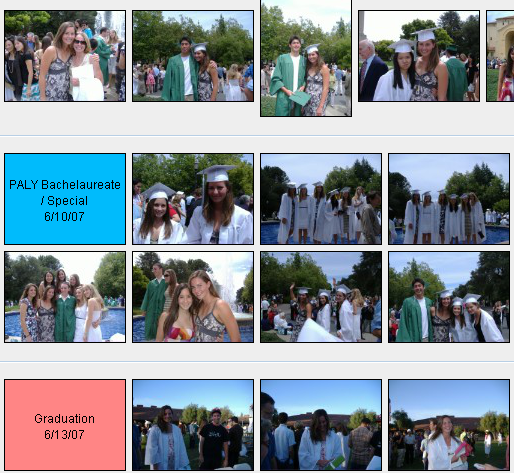 PALY Bachelaureate
/ Special
6/10/07
Graduation
6/13/07